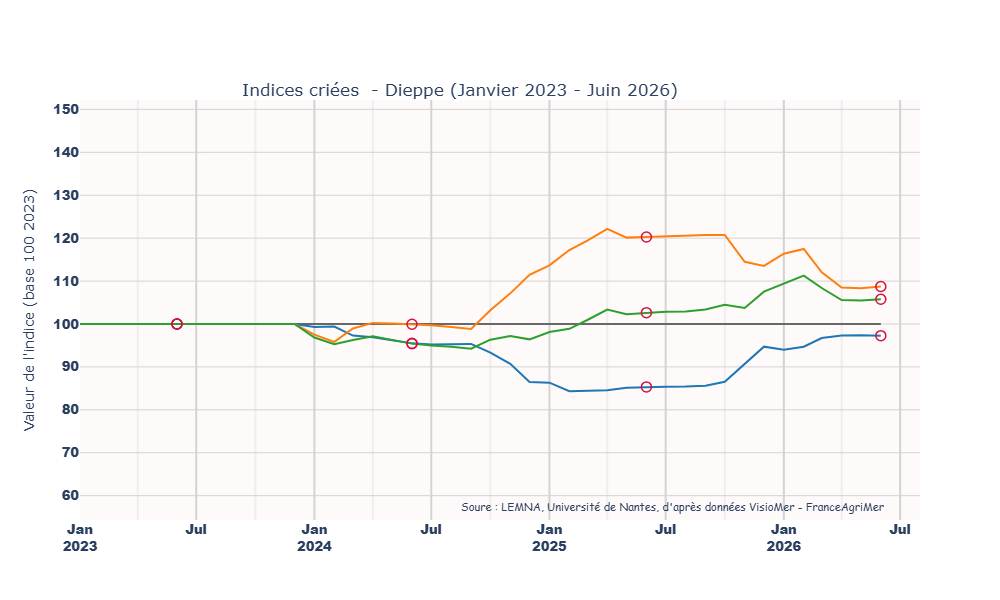 Indices criées  - Dieppe (Janvier 2023 - Juin 2026)
Valeur de l'indice (base 100 2023)
150
140
130
120
110
100
90
80
70
60
Soure : LEMNA, Université de Nantes, d'après données VisioMer - FranceAgriMer
Jan Jul Jan Jul Jan Jul Jan Jul
2023 2024 2025 2026